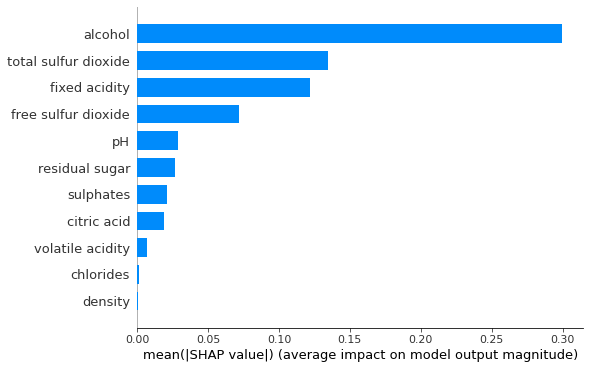 alcohol
total sulfur dioxide
fixed acidity
free sulfur dioxide
pH
residual sugar
sulphates
citric acid
volatile acidity
chlorides
density
0.00 0.05 0.10 0.15 0.20 0.25 0.30
mean(|SHAP value|) (average impact on model output magnitude)